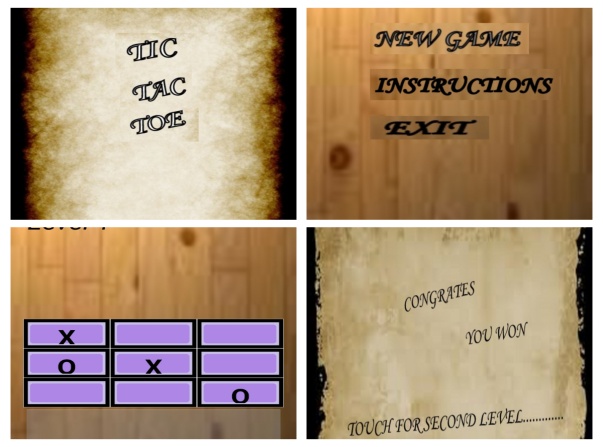 TIC
TAC
TOE
NEW GAME
INSTRUCTIONS
EXIT
X
O X
O
CONGRATES
YOU WON
TOUCH FOR SECOND LEVEL.............